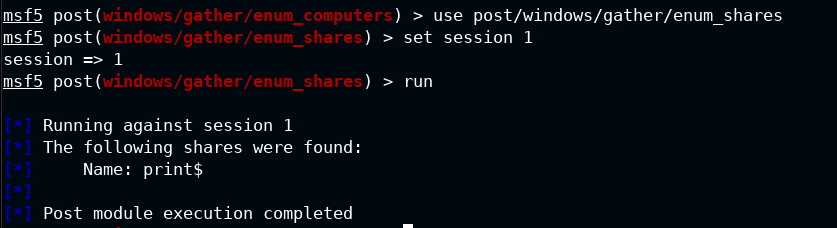 msf5 post(windows/gather/enum_computers) > use post/windows/gather/enum_shares
msf5 post(windows/gather/enum_shares) > set session 1
session => 1
msf5 post(windows/gather/enum_shares) > run
[*] Running against session 1
[*] The following shares were found:
[*]     Name: print$
[*]
[*] Post module execution completed